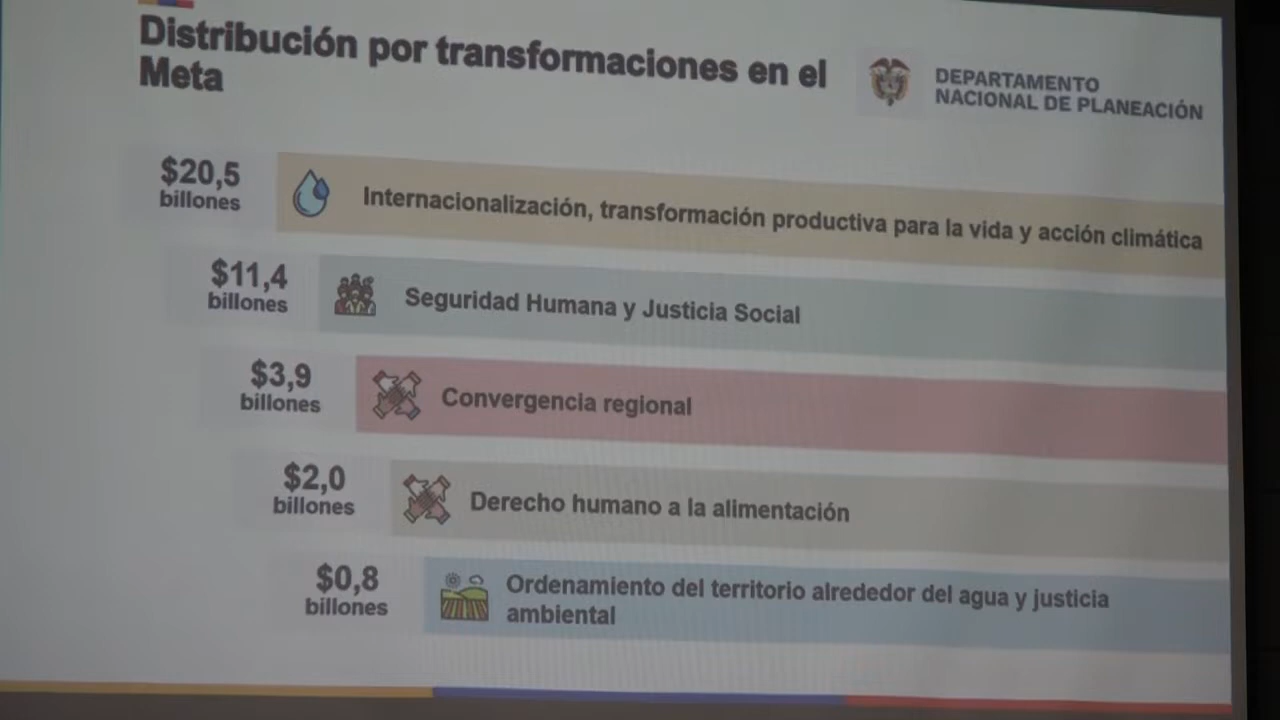 Distribución por transformaciones en el
Meta
DEPARTAMENTO
NACIONAL DE PLANEACIÓN
$20,5
billones
Internacionalización, transformación productiva para la vida y acción climática
$11,4
billones
Seguridad Humana y Justicia Social
$3,9
billones
Convergencia regional
$2,0
billones
Derecho humano a la alimentación
$0,8
billones
Ordenamiento del territorio alrededor del agua y justicia
ambiental